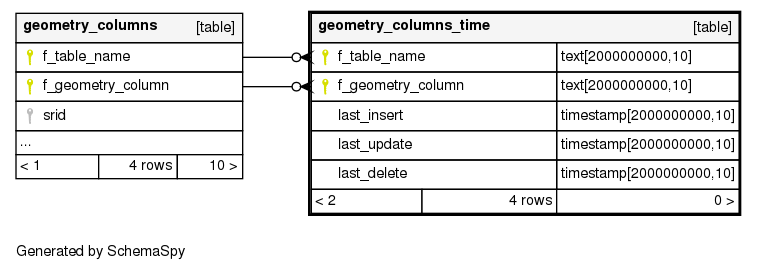 geometry_columns [table]
f_table_name
f_geometry_column
srid
...
< 1 4 rows 10 >
geometry_columns_time [table]
f_table_name text[2000000000,10]
f_geometry_column text[2000000000,10]
last_insert timestamp[2000000000,10]
last_update timestamp[2000000000,10]
last_delete timestamp[2000000000,10]
< 2 4 rows 0 >
Generated by SchemaSpy